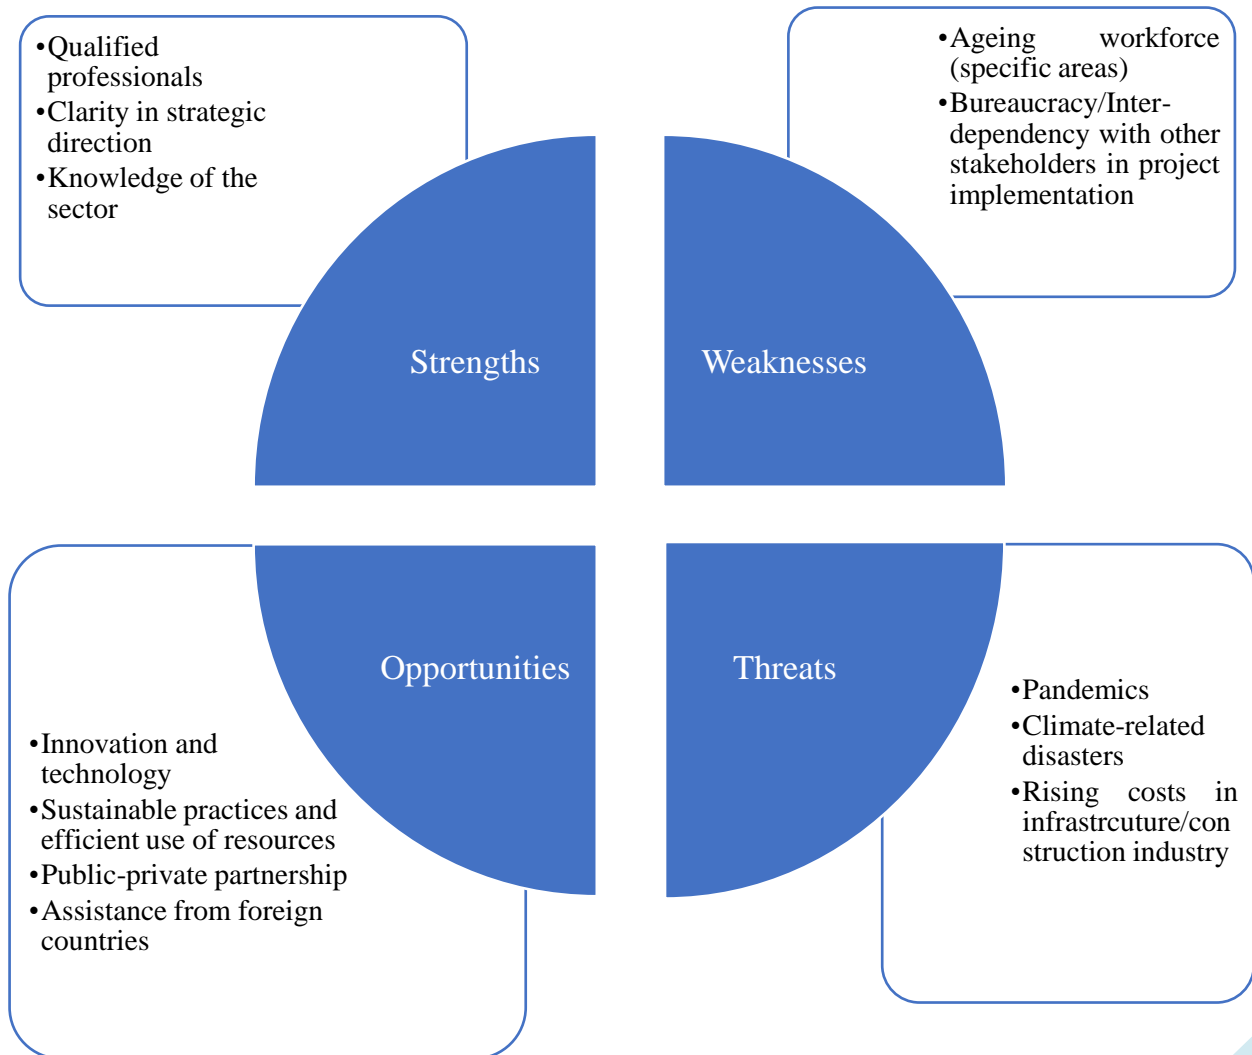 •Qualified
professionals
•Clarity in strategic
direction
•Knowledge of the
sector
•Ageing workforce
(specific areas)
•Bureaucracy/Inter-
dependency with other
stakeholders in project
implementation
Strengths
Weaknesses
Opportunities
Threats
•Innovation and
technology
•Sustainable practices and
efficient use of resources
•Public-private partnership
•Assistance from foreign
countries
•Pandemics
•Climate-related
disasters
•Rising costs in
infrastrcuture/con
struction industry